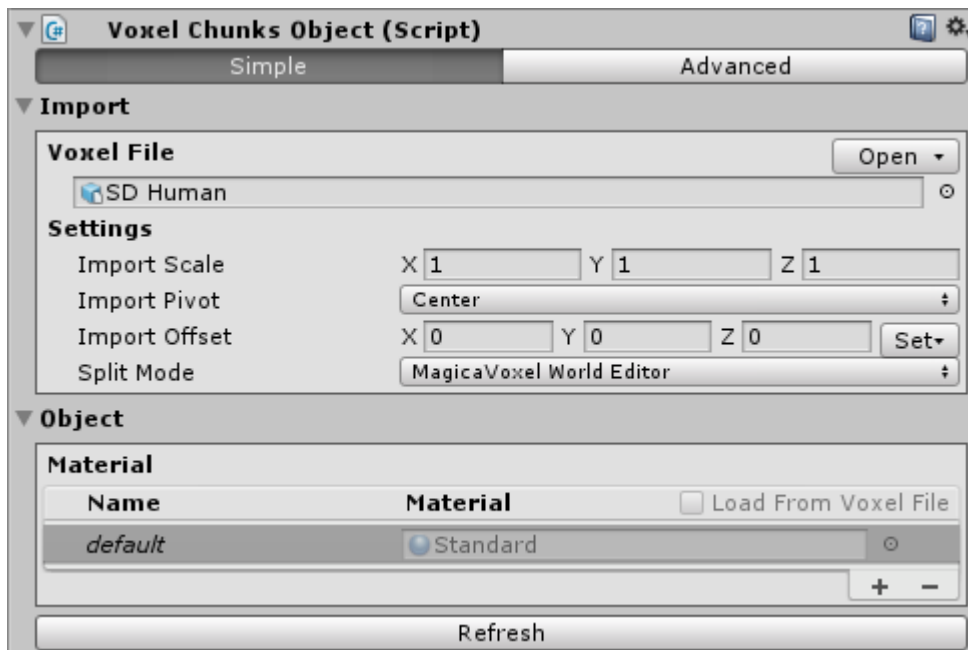 Voxel Chunks Object (Script)
Simple Advanced
Import
Voxel File Open
SD Human
Settings
Import Scale X 1 Y 1 Z 1
Import Pivot Center
Import Offset X 0 Y 0 Z 0 Set
Split Mode MagicaVoxel World Editor
Object
Material
Name Material Load From Voxel File
default Standard
+ −
Refresh